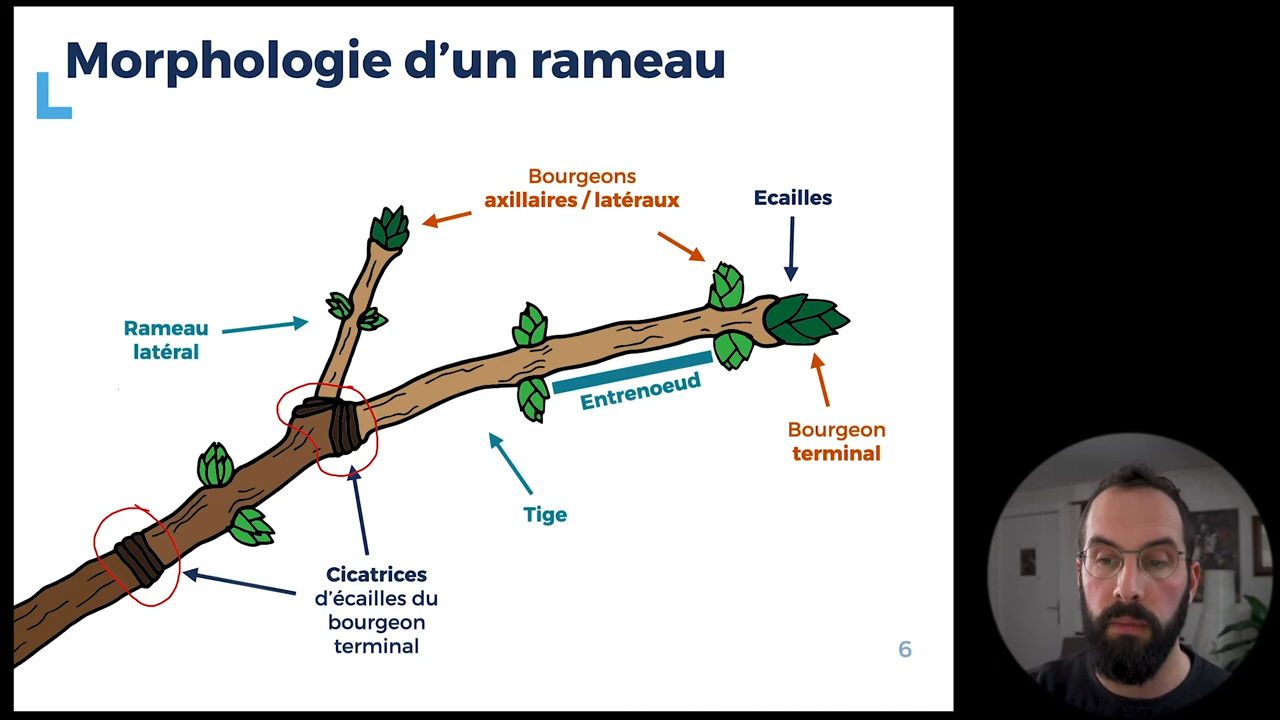 Morphologie d’un rameau
Bourgeons
axillaires / latéraux
Ecailles
Rameau
latéral
Entrenoeud
Bourgeon
terminal
Tige
Cicatrices
d’écailles du
bourgeon
terminal
6